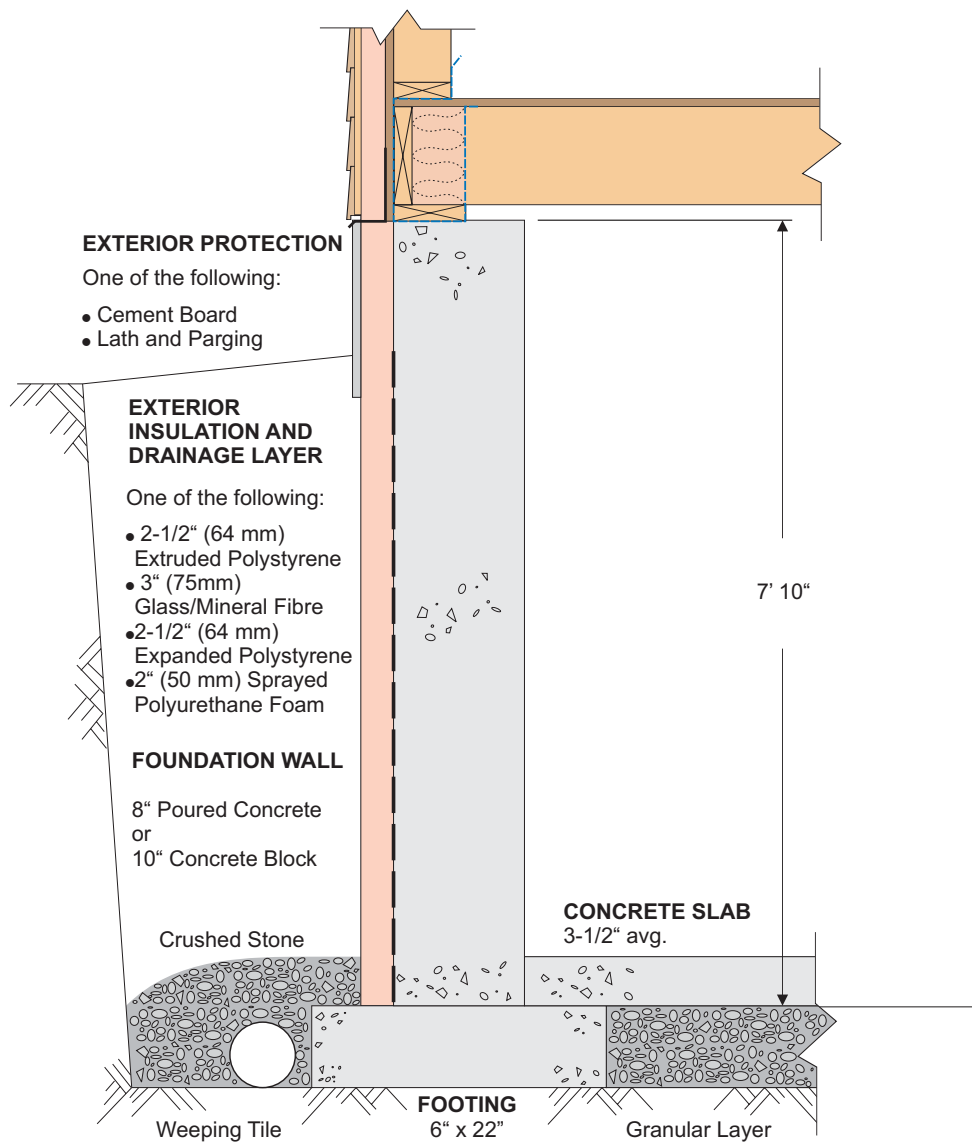 EXTERIOR PROTECTION
One of the following:
• Cement Board
• Lath and Parging
EXTERIOR
INSULATION AND
DRAINAGE LAYER
One of the following:
• 2-1/2“ (64 mm)
Extruded Polystyrene
• 3“ (75mm)
Glass/Mineral Fibre
•2-1/2“ (64 mm)
Expanded Polystyrene
•2“ (50 mm) Sprayed
Polyurethane Foam
7’ 10“
FOUNDATION WALL
8“ Poured Concrete
or
10“ Concrete Block
CONCRETE SLAB
3-1/2“ avg.
Crushed Stone
Weeping Tile
FOOTING
6“ x 22”
Granular Layer